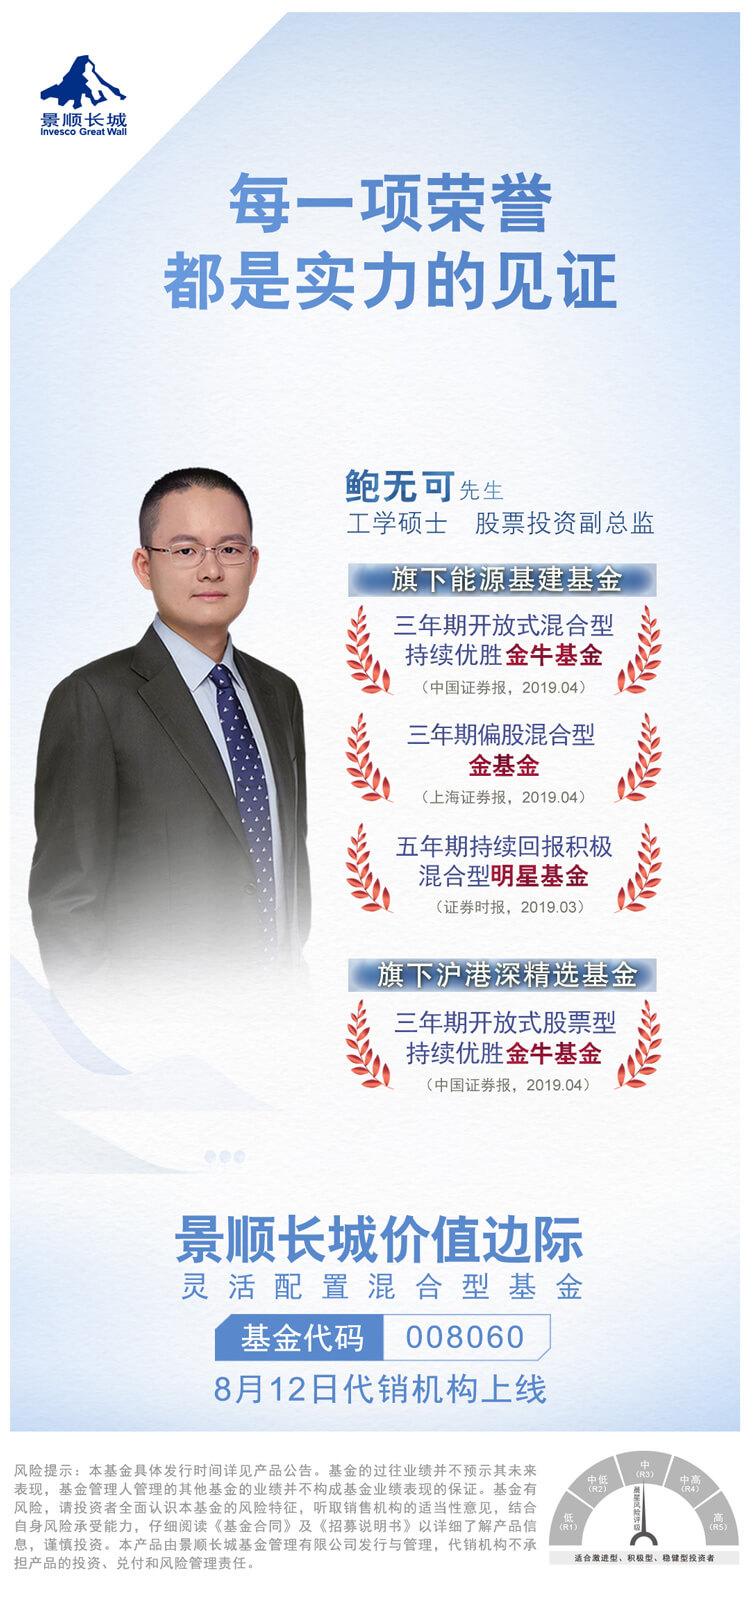 景顺长城
Invesco Great Wall
每一项荣誉
都是实力的见证
鲍无可先生
工学硕士 股票投资副总监
旗下能源基建基金
三年期开放式混合型
持续优胜金牛基金
（中国证券报，2019.04）
三年期偏股混合型
金基金
（上海证券报，2019.04）
五年期持续回报积极
混合型明星基金
（证券时报，2019.03）
旗下沪港深精选基金
三年期开放式股票型
持续优胜金牛基金
（中国证券报，2019.04）
景顺长城价值边际
灵活配置混合型基金
基金代码 008060
8月12日代销机构上线
风险提示：本基金具体发行时间详见产品公告。基金的过往业绩并不预示其未来
表现，基金管理人管理的其他基金的业绩并不构成基金业绩表现的保证。基金有
风险，请投资者全面认识本基金的风险特征，听取销售机构的适当性意见，结合
自身风险承受能力，仔细阅读《基金合同》及《招募说明书》以详细了解产品信
息，谨慎投资。本产品由景顺长城基金管理有限公司发行与管理，代销机构不承
担产品的投资、兑付和风险管理责任。
低
（R1）
中低
（R2）
中
（R3）
中高
（R4）
高
（R5）
晨星风险评级
适合激进型、积极型、稳健型投资者